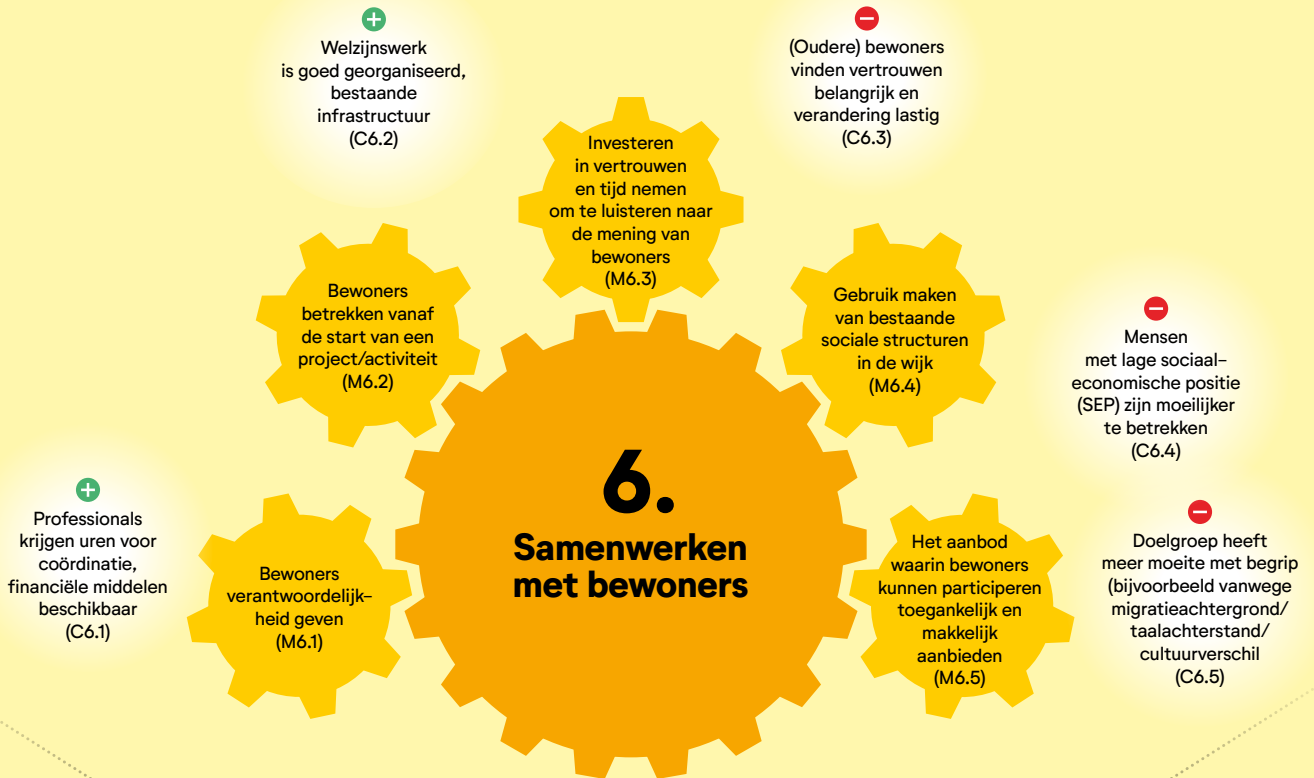 Welzijnswerk
is goed georganiseerd,
bestaande
infrastructuur
(C6.2)
(Oudere) bewoners
vinden vertrouwen
belangrijk en
verandering lastig
(C6.3)
Investeren
in vertrouwen
en tijd nemen
om te luisteren naar
de mening van
bewoners
(M6.3)
Bewoners
betrekken vanaf
de start van een
project/activiteit
(M6.2)
Gebruik maken
van bestaande
sociale structuren
in de wijk
(M6.4)
Mensen
met lage sociaal–
economische positie
(SEP) zijn moeilijker
te betrekken
(C6.4)
6.
Samenwerken
met bewoners
Professionals
krijgen uren voor
coördinatie,
financiële middelen
beschikbaar
(C6.1)
Bewoners
verantwoordelijk–
heid geven
(M6.1)
Het aanbod
waarin bewoners
kunnen participeren
toegankelijk en
makkelijk
aanbieden
(M6.5)
Doelgroep heeft
meer moeite met begrip
(bijvoorbeeld vanwege
migratieachtergrond/
taalachterstand/
cultuurverschil
(C6.5)